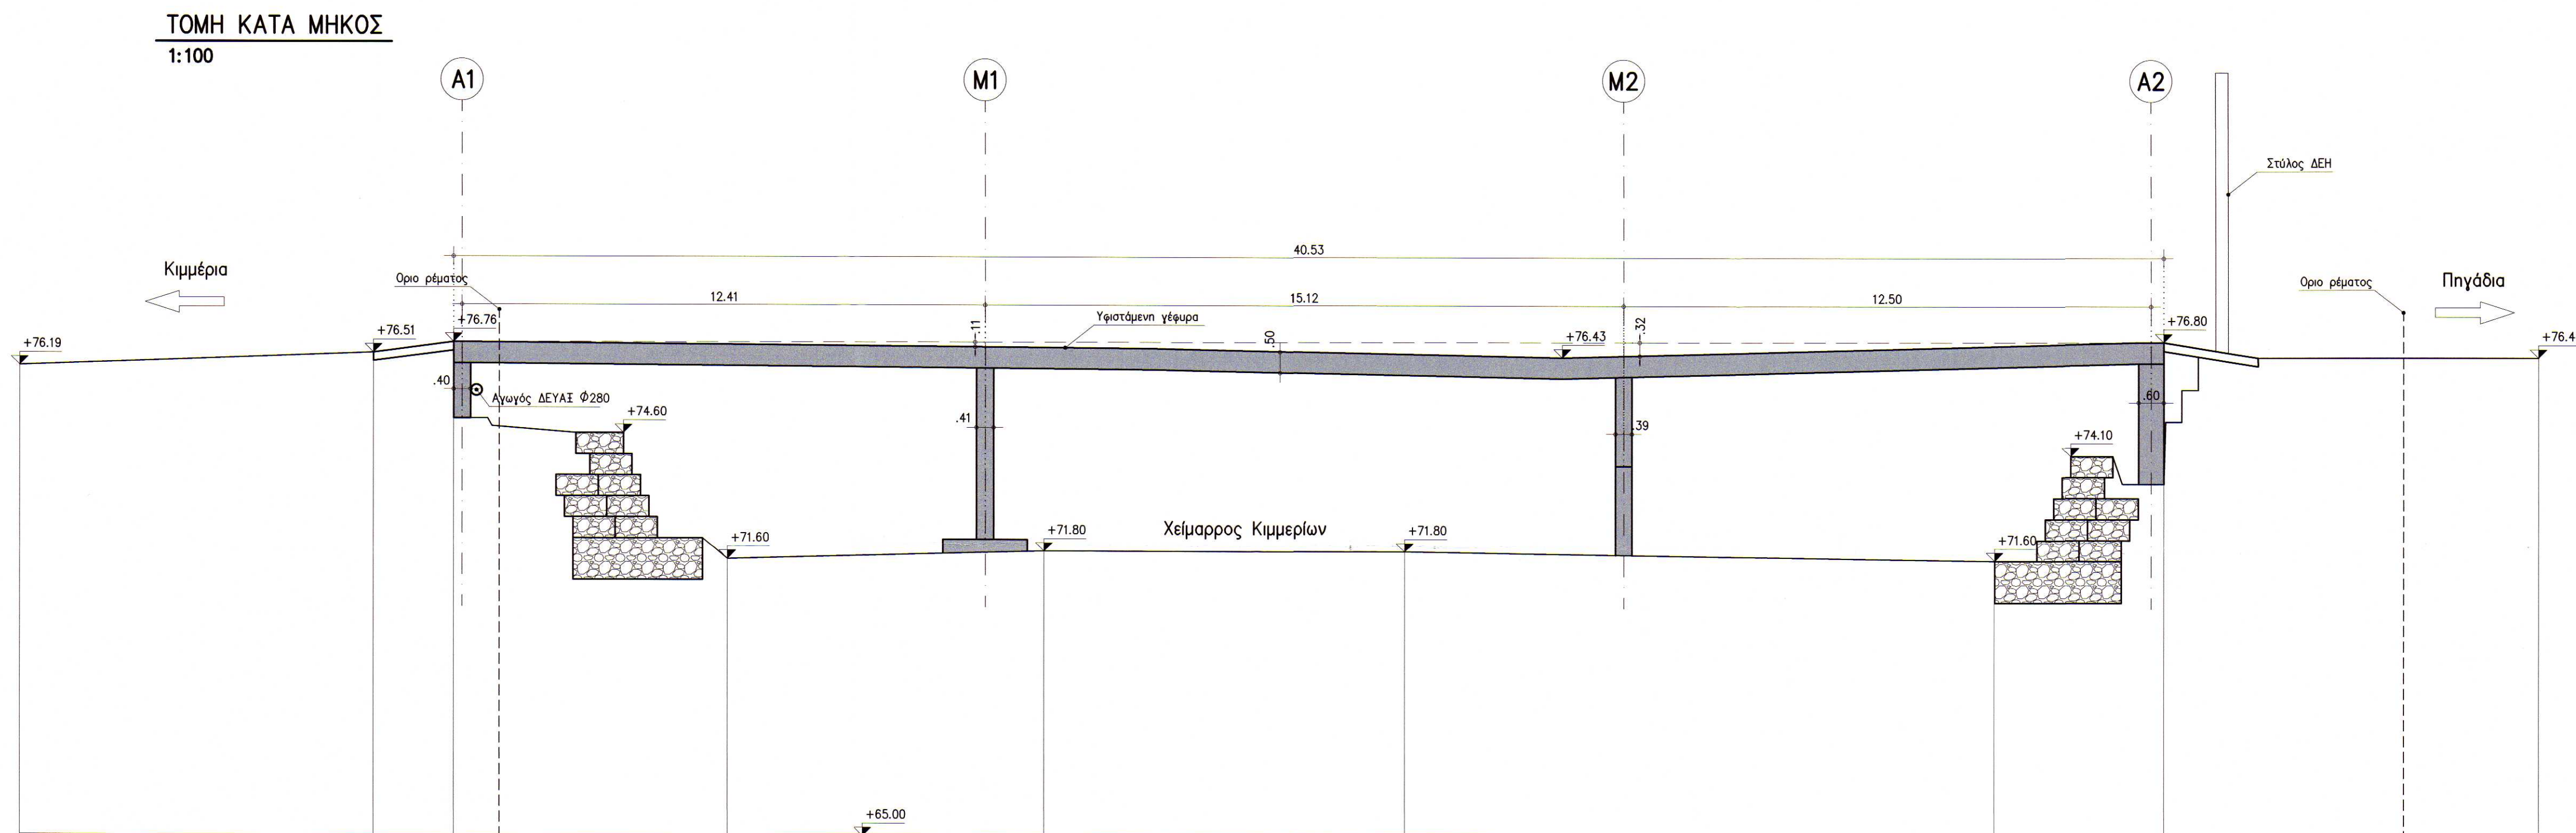 ΤΟΜΗ ΚΑΤΑ ΜΗΚΟΣ
1:100
A1
M1
M2
A2
Στύλος ΔΕΗ
40.53
Κιμμέρια
Οριο ρέματος
12.41
15.12
12.50
Οριο ρέματος
Πηγάδια
+76.19
+76.51
+76.76
.11
Υφιστάμενη γέφυρα
.50
+76.43
.32
+76.80
+76.4
.40
Αγωγός ΔΕΥΑΞ Φ280
+74.60
.41
.39
.60
+74.10
+71.60
+71.80
Χείμαρρος Κιμμερίων
+71.80
+71.60
+65.00